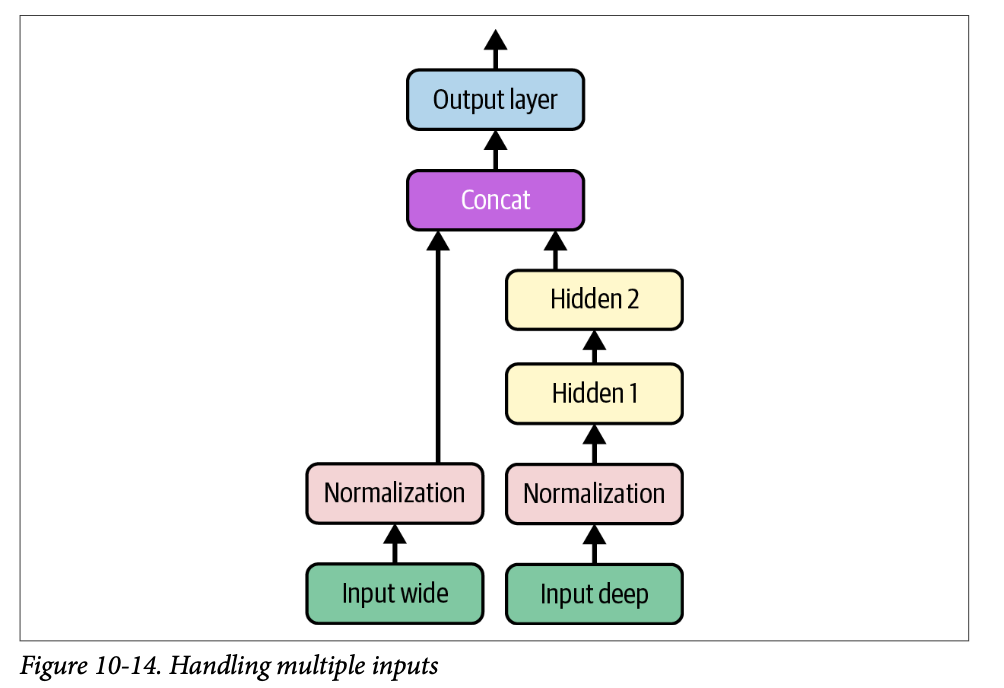 Output layer
Concat
Hidden 2
Hidden 1
Normalization
Normalization
Input wide
Input deep
Figure 10-14. Handling multiple inputs